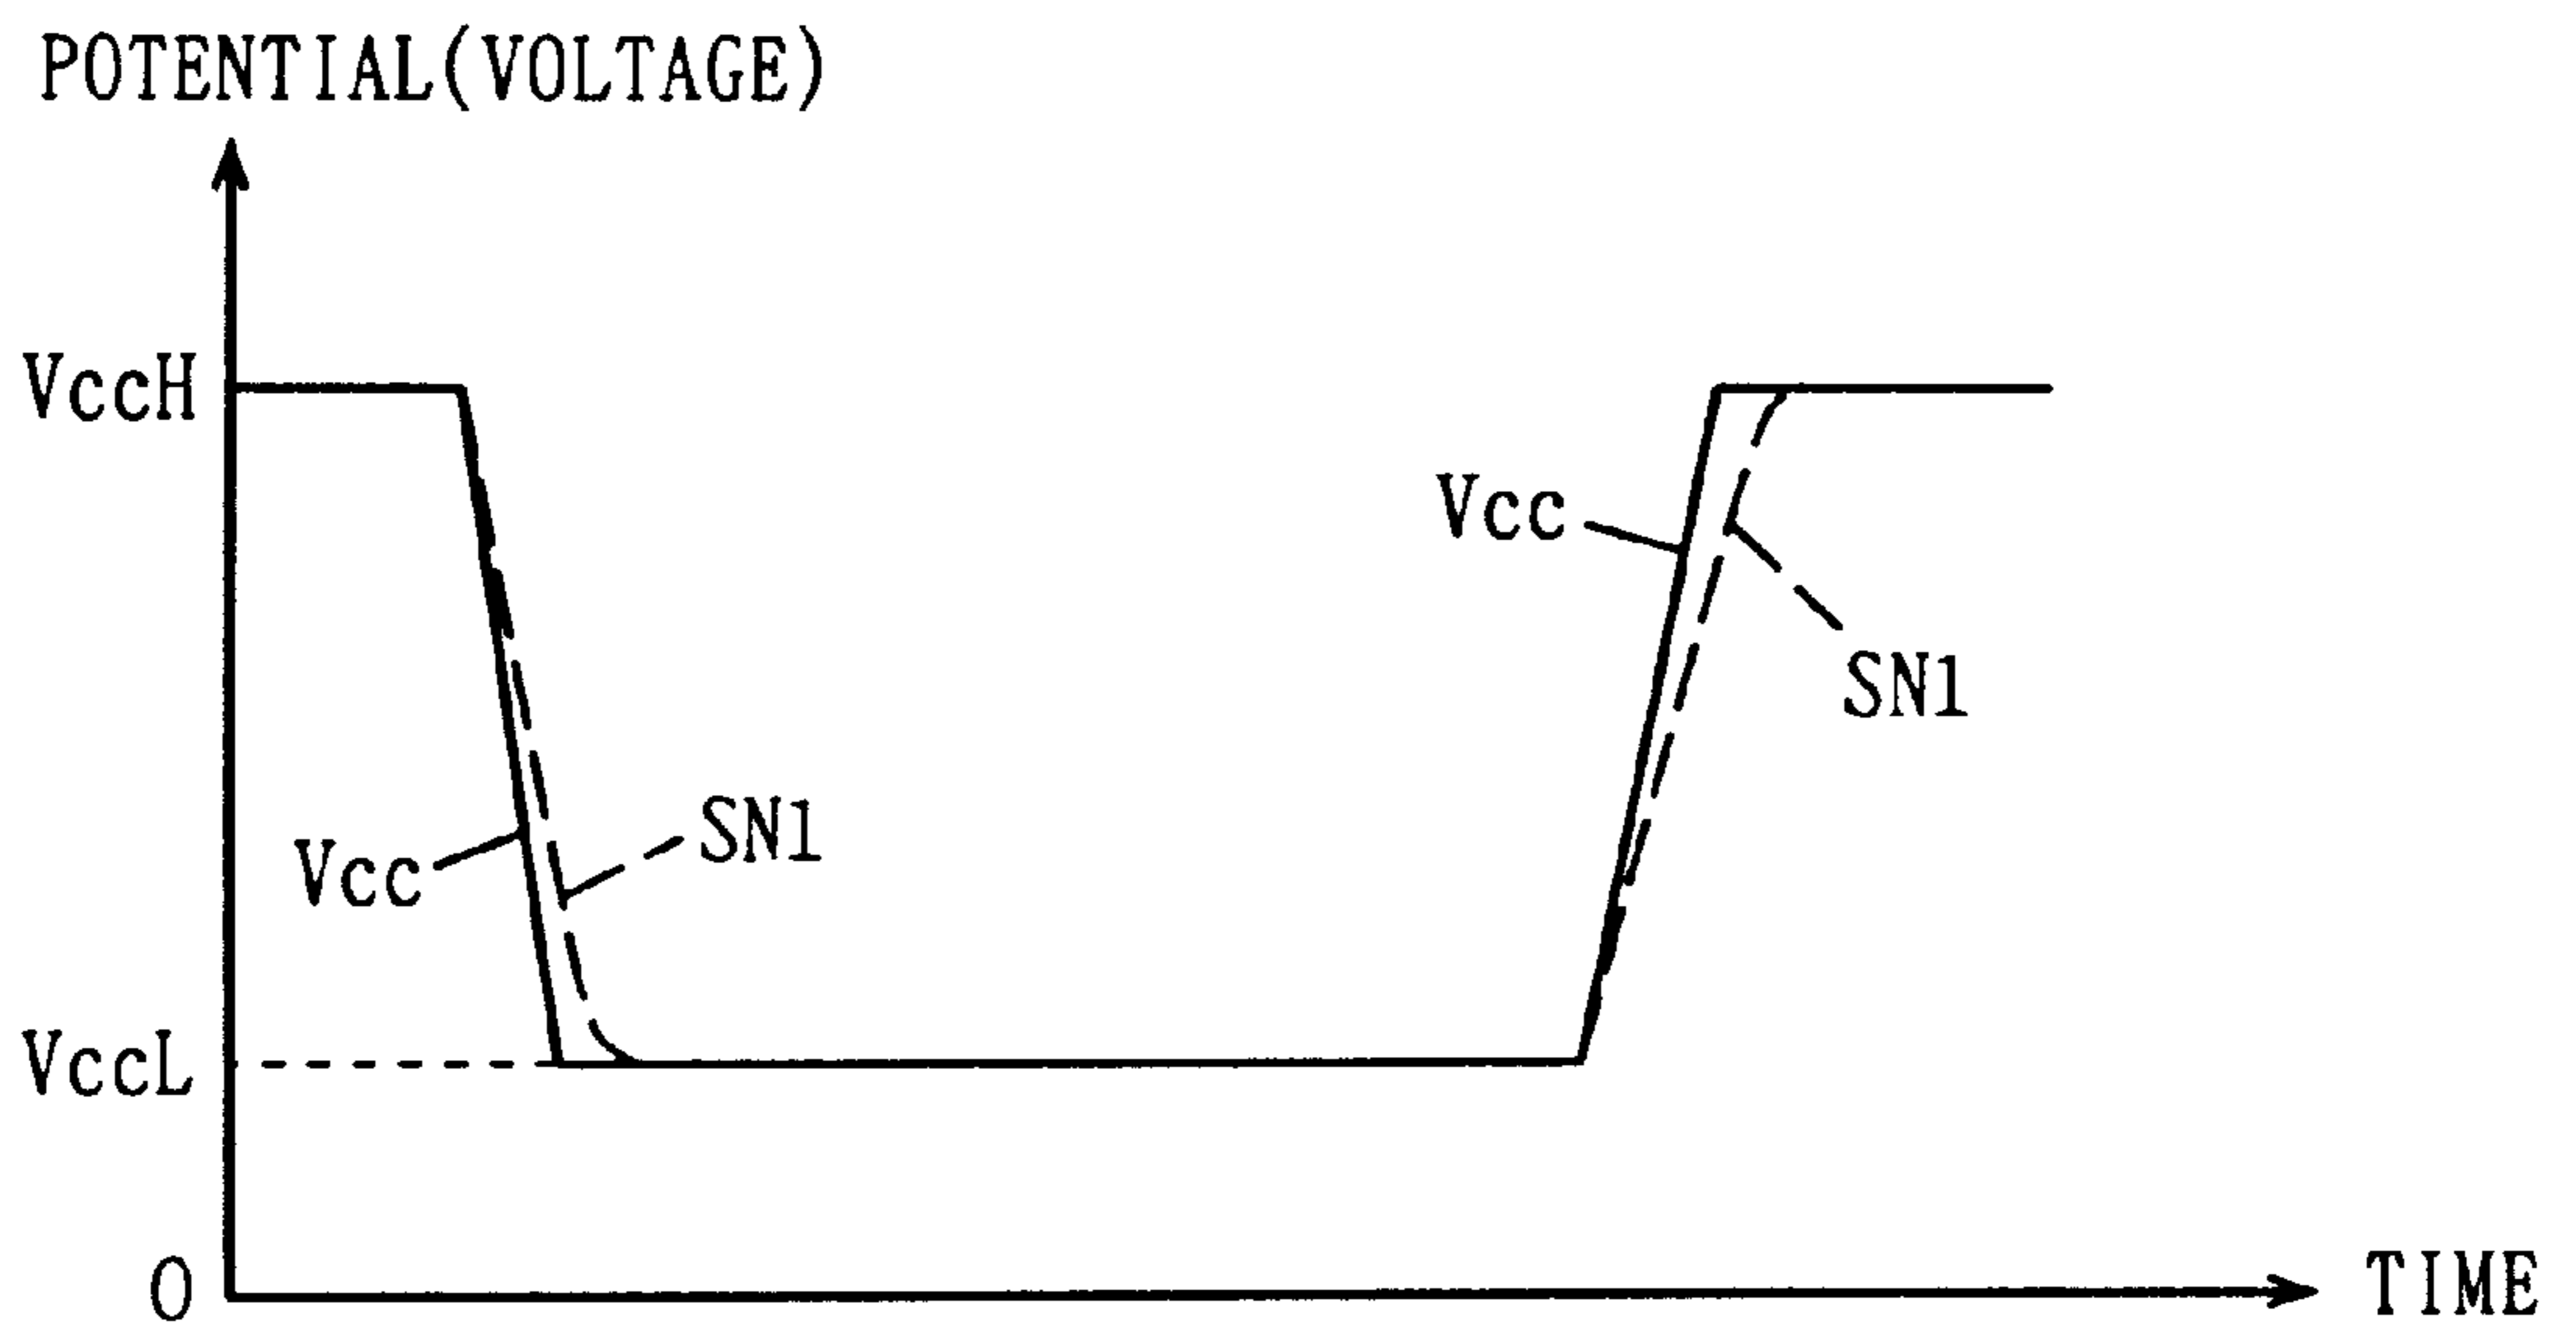 POTENTIAL(VOLTAGE)
VccH
Vcc
SN1
SN1
Vcc
VccL
0
TIME